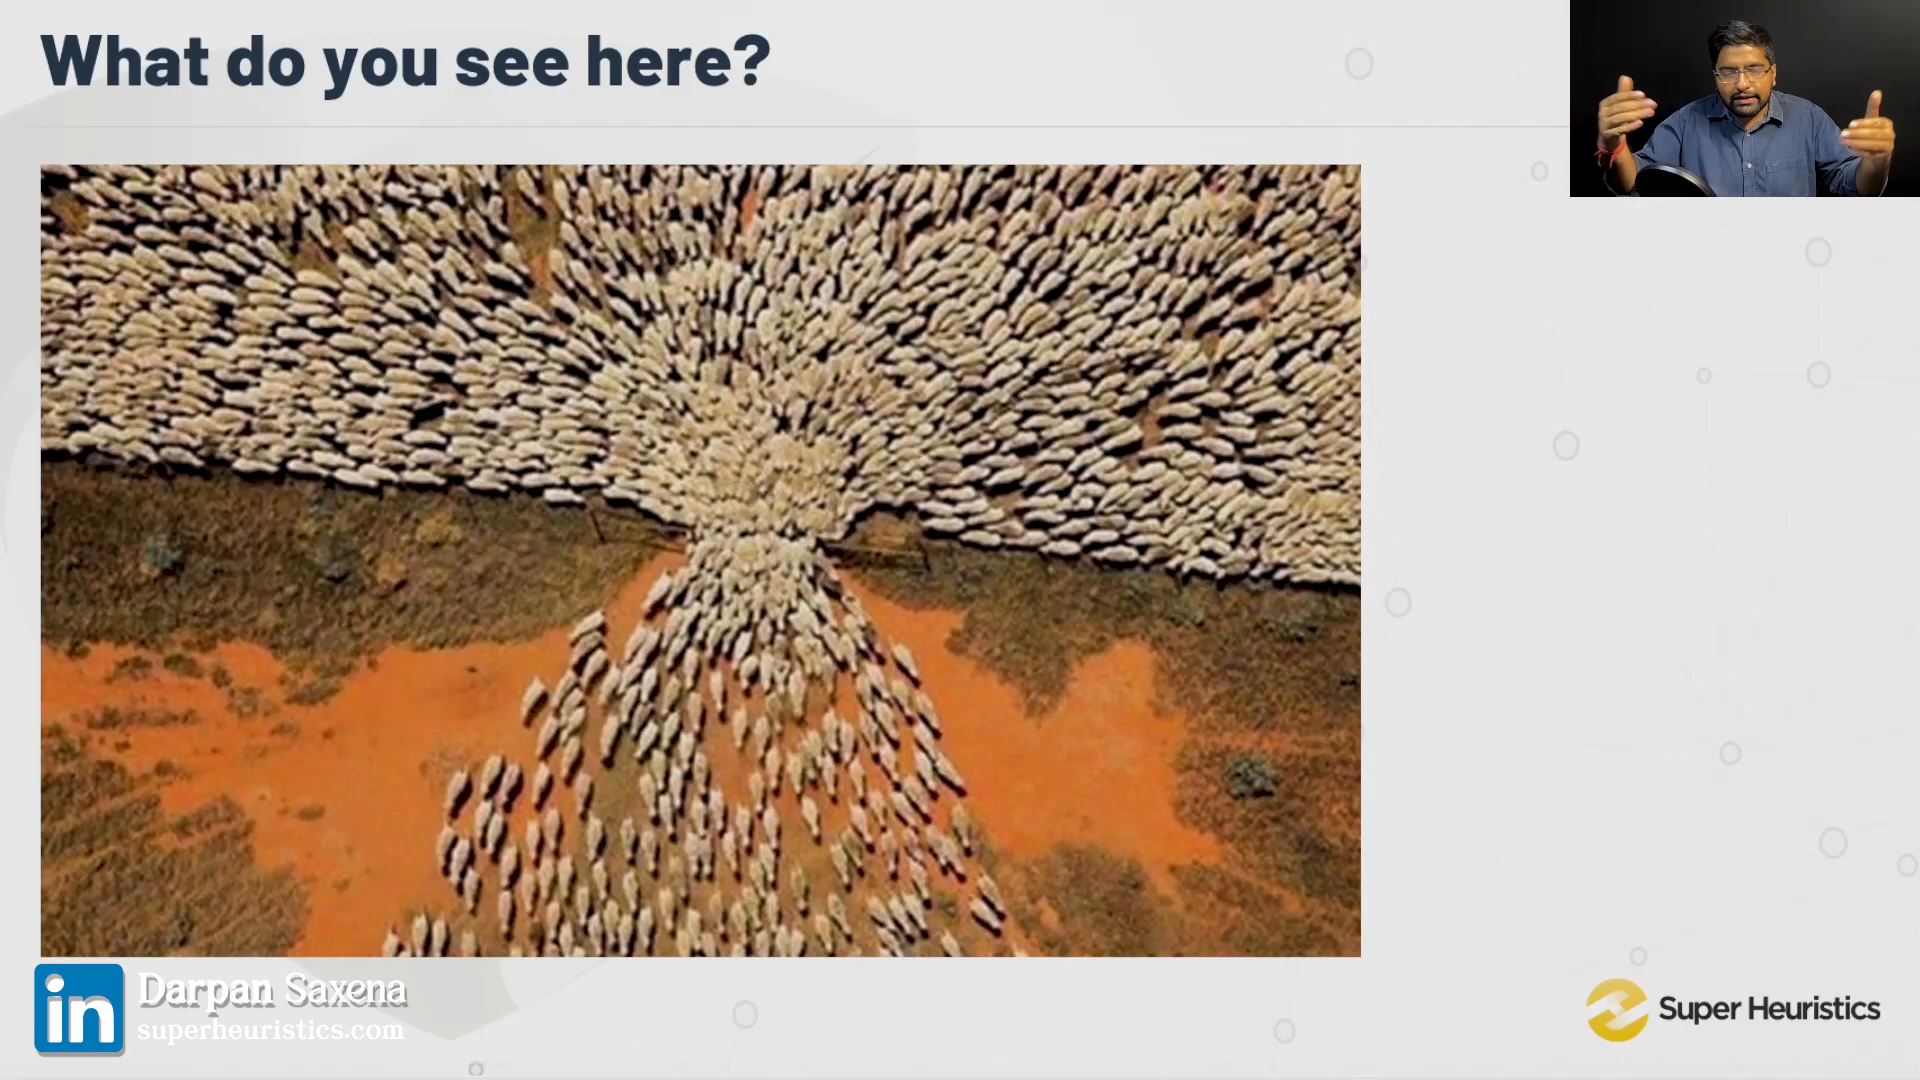 What do you see here?
in
Darpan Saxena
superheuristics.com
Super Heuristics